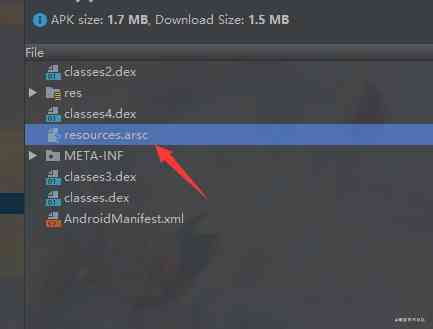 APK size: 1.7 MB, Download Size: 1.5 MB
File
classes2.dex
res
classes4.dex
resources.arsc
META-INF
classes3.dex
classes.dex
AndroidManifest.xml